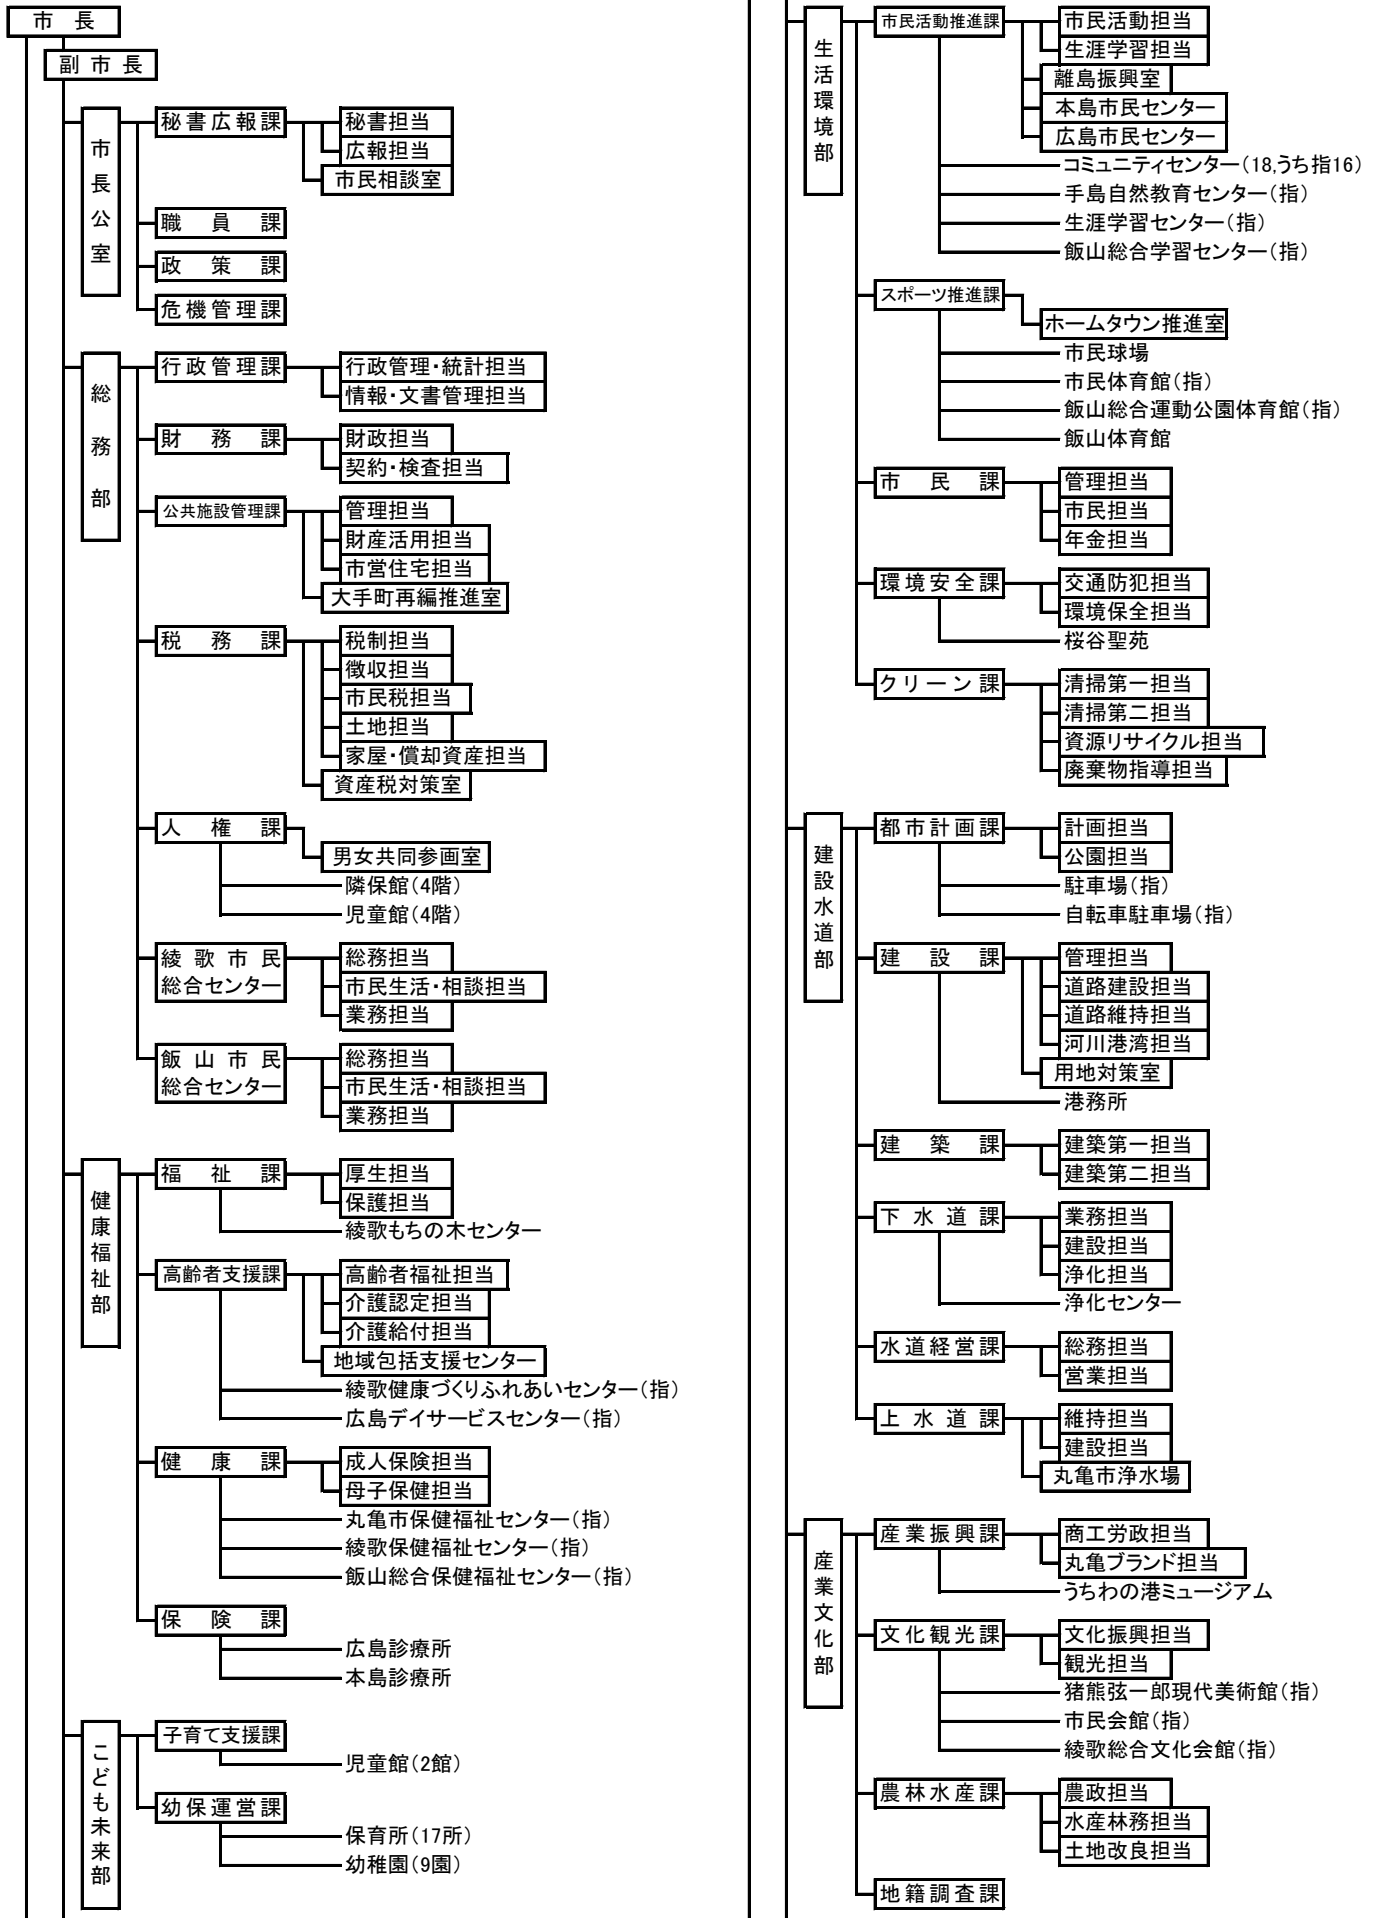 市長
副市長
市長公室
秘書広報課
秘書担当
広報担当
市民相談室
職員課
政策課
危機管理課
総務部
行政管理課
行政管理・統計担当
情報・文書管理担当
財務課
財政担当
契約・検査担当
公共施設管理課
管理担当
財産活用担当
市営住宅担当
大手町再編推進室
税務課
税制担当
徴収担当
市民税担当
土地担当
家屋・償却資産担当
資産税対策室
人権課
男女共同参画室
隣保館（4階）
児童館（4階）
綾歌市民
総合センター
総務担当
市民生活・相談担当
業務担当
飯山市民
総合センター
総務担当
市民生活・相談担当
業務担当
健康福祉部
福祉課
厚生担当
保護担当
綾歌もちの木センター
高齢者支援課
高齢者福祉担当
介護認定担当
介護給付担当
地域包括支援センター
綾歌健康づくりふれあいセンター（指）
広島デイサービスセンター（指）
健康課
成人保険担当
母子保健担当
丸亀市保健福祉センター（指）
綾歌保健福祉センター（指）
飯山総合保健福祉センター（指）
保険課
広島診療所
本島診療所
こども未来部
子育て支援課
児童館（2館）
幼保運営課
保育所（17所）
幼稚園（9園）
生活環境部
市民活動推進課
市民活動担当
生涯学習担当
離島振興室
本島市民センター
広島市民センター
コミュニティセンター（18,うち指16）
手島自然教育センター（指）
生涯学習センター（指）
飯山総合学習センター（指）
スポーツ推進課
ホームタウン推進室
市民球場
市民体育館（指）
飯山総合運動公園体育館（指）
飯山体育館
市民課
管理担当
市民担当
年金担当
環境安全課
交通防犯担当
環境保全担当
桜谷聖苑
クリーン課
清掃第一担当
清掃第二担当
資源リサイクル担当
廃棄物指導担当
建設水道部
都市計画課
計画担当
公園担当
駐車場（指）
自転車駐車場（指）
建設課
管理担当
道路建設担当
道路維持担当
河川港湾担当
用地対策室
港務所
建築課
建築第一担当
建築第二担当
下水道課
業務担当
建設担当
浄化担当
浄化センター
水道経営課
総務担当
営業担当
上水道課
維持担当
建設担当
丸亀市浄水場
産業文化部
産業振興課
商工労政担当
丸亀ブランド担当
うちわの港ミュージアム
文化観光課
文化振興担当
観光担当
猪熊弦一郎現代美術館（指）
市民会館（指）
綾歌総合文化会館（指）
農林水産課
農政担当
水産林務担当
土地改良担当
地籍調査課